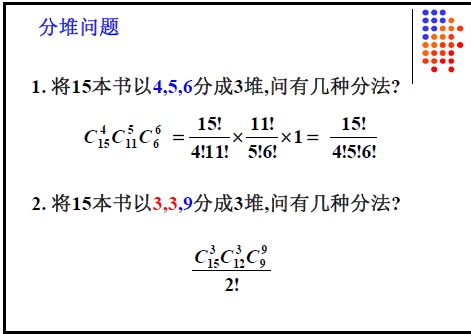 分堆问题
1. 将15本书以4,5,6分成3堆,问有几种分法?
$C_{15}^{4}C_{11}^{5}C_{6}^{6} = \frac{15!}{4!11!} \times \frac{11!}{5!6!} \times 1 = \frac{15!}{4!5!6!}$
2. 将15本书以3,3,9分成3堆,问有几种分法?
$\frac{C_{15}^{3}C_{12}^{3}C_{9}^{9}}{2!}$